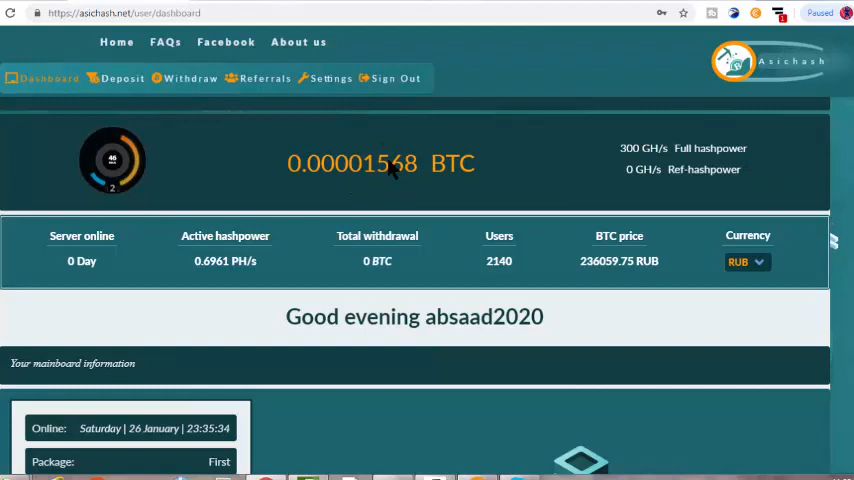 https://asichash.net/user/dashboard
Paused
Home FAQs Facebook About us
Asichash
Dashboard Deposit Withdraw Referrals Settings Sign Out
46
2
0.00001568 BTC
300 GH/s Full hashpower
0 GH/s Ref-hashpower
Server online Active hashpower Total withdrawal Users BTC price Currency
0 Day 0.6961 PH/s 0 BTC 2140 236059.75 RUB RUB
Good evening absaad2020
Your mainboard information
Online: Saturday | 26 January | 23:35:34
Package: First